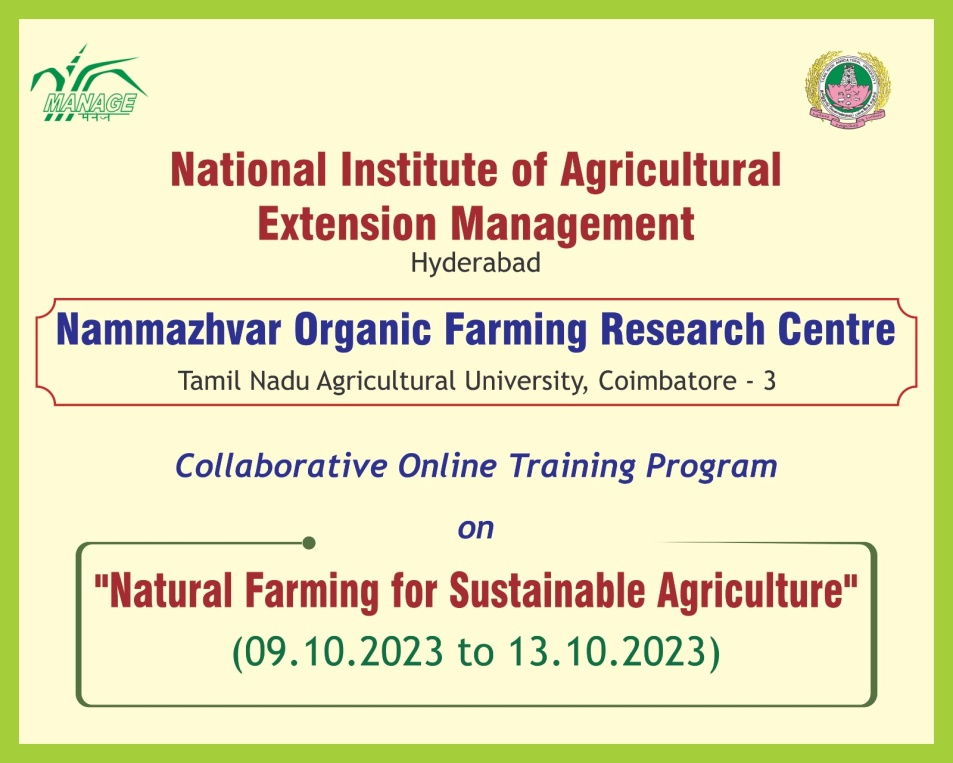 MANAGE
मैनेज
National Institute of Agricultural
Extension Management
Hyderabad
Nammazhvar Organic Farming Research Centre
Tamil Nadu Agricultural University, Coimbatore - 3
Collaborative Online Training Program
on
"Natural Farming for Sustainable Agriculture"
(09.10.2023 to 13.10.2023)